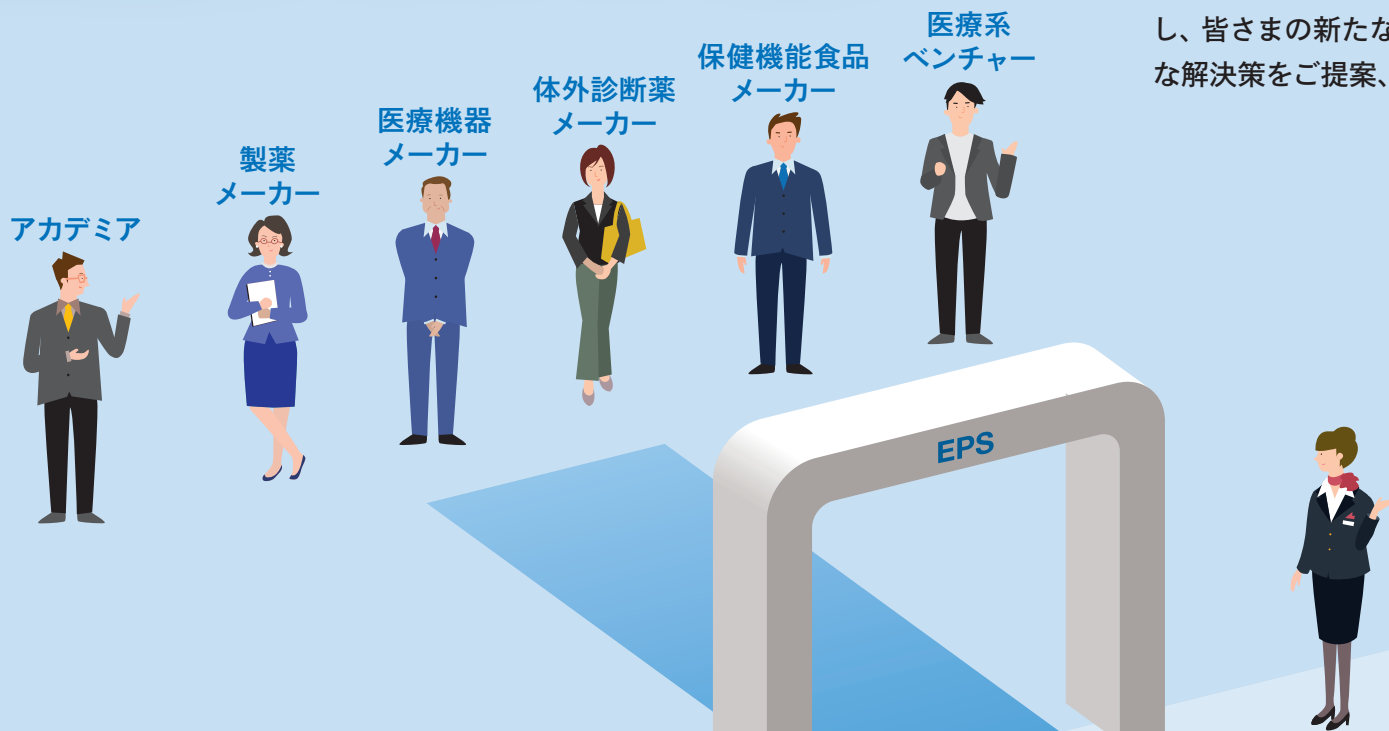 アカデミア
製薬
メーカー
医療機器
メーカー
体外診断薬
メーカー
保健機能食品
メーカー
医療系
ベンチャー
し、皆さまの新たな
な解決策をご提案、
EPS